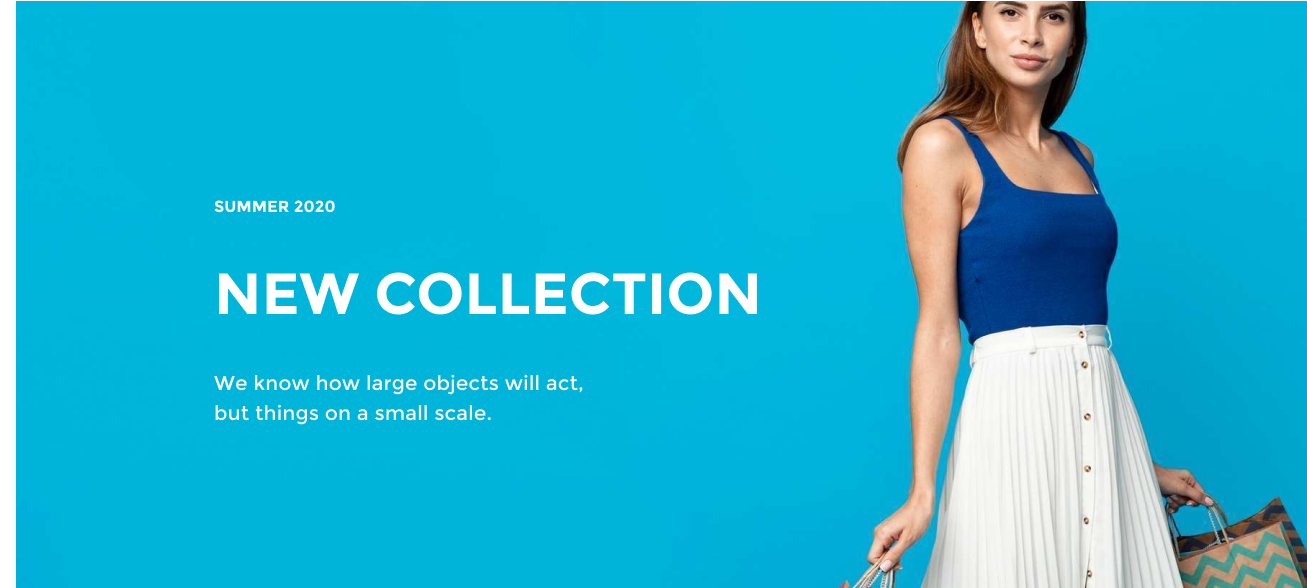 SUMMER 2020
NEW COLLECTION
We know how large objects will act,
but things on a small scale.